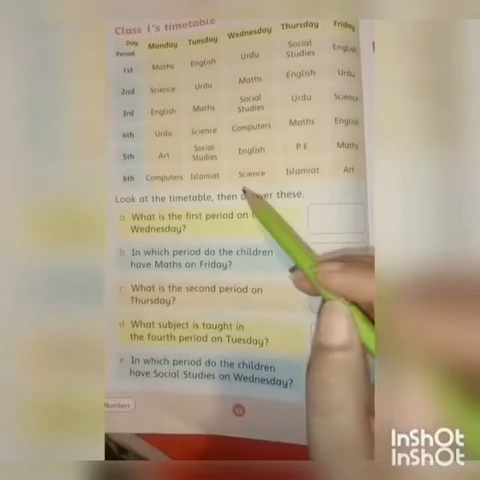 Class 1's timetable
Day Period Monday Tuesday Wednesday Thursday Friday
1st Maths English Urdu Social Studies English
2nd Science Urdu Maths English Urdu
3rd English Maths Social Studies Urdu Science
4th Urdu Science Computers Maths English
5th Art Social Studies English P.E Maths
6th Computers Islamiat Science Islamiat Art
Look at the timetable, then these.
a. What is the first period on
Wednesday?
b. In which period do the children
have Maths on Friday?
c. What is the second period on
Thursday?
d. What subject is taught in
the fourth period on Tuesday?
e. In which period do the children
have Social Studies on Wednesday?
Numbers
InShOt
InShOt